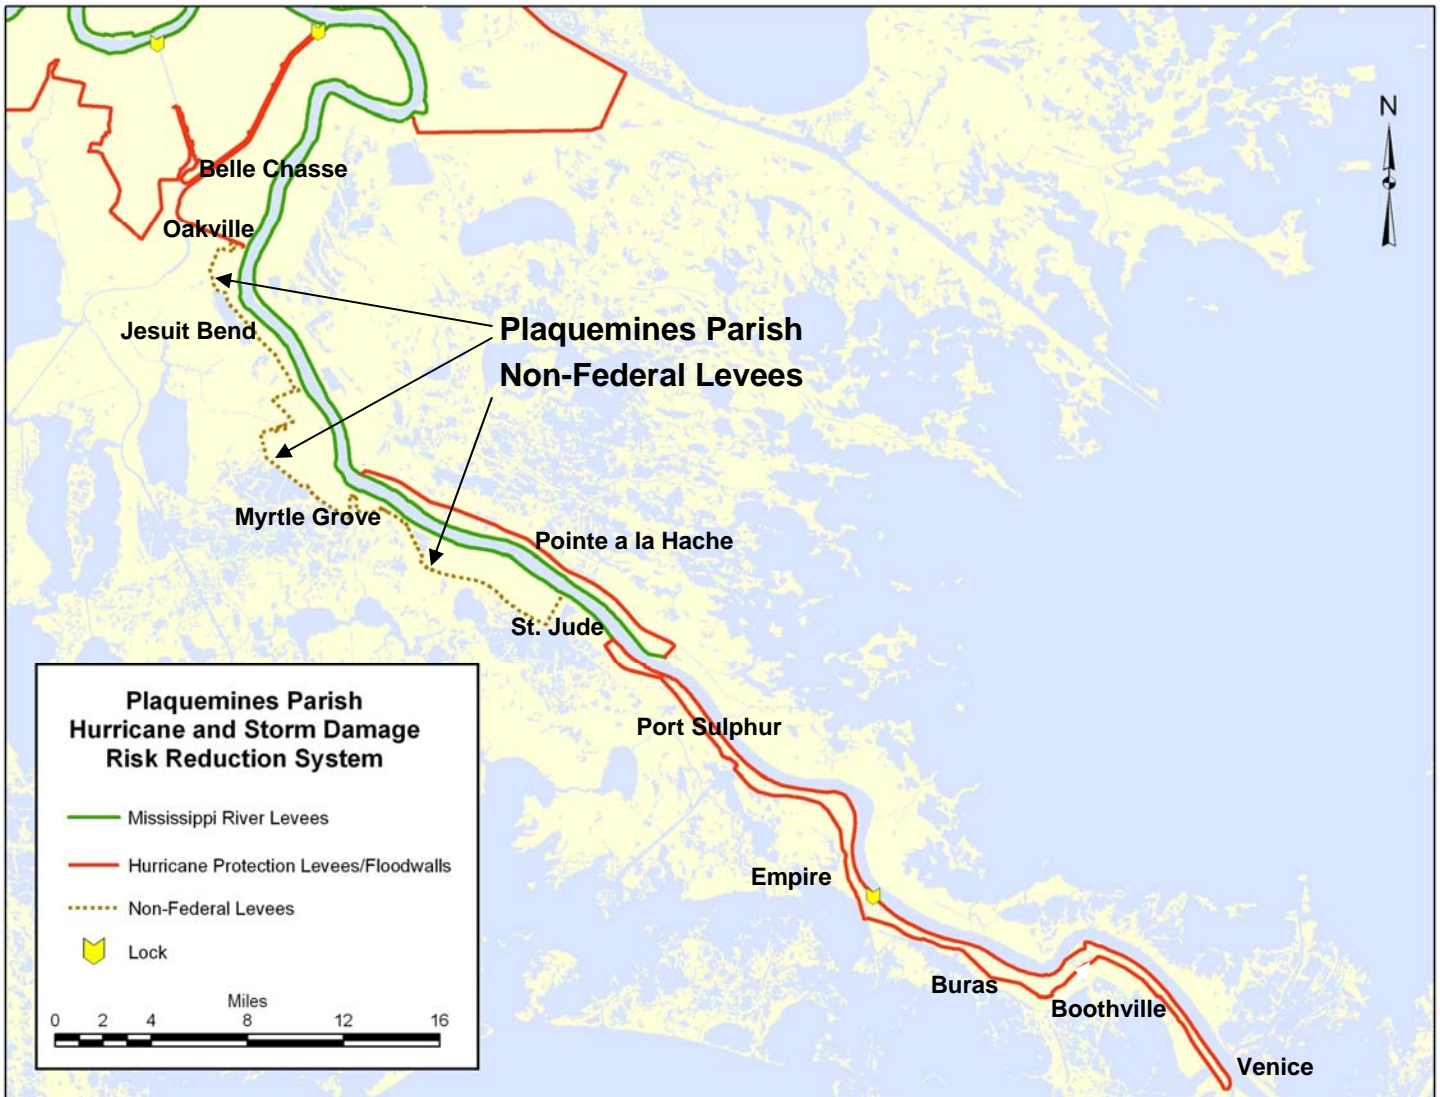 N
Belle Chasse
Oakville
Plaquemines Parish
Non-Federal Levees
Jesuit Bend
Myrtle Grove
Pointe a la Hache
St. Jude
Port Sulphur
Empire
Buras
Boothville
Venice
Plaquemines Parish
Hurricane and Storm Damage
Risk Reduction System
Mississippi River Levees
Hurricane Protection Levees/Floodwalls
Non-Federal Levees
Lock
Miles
0 2 4 8 12 16